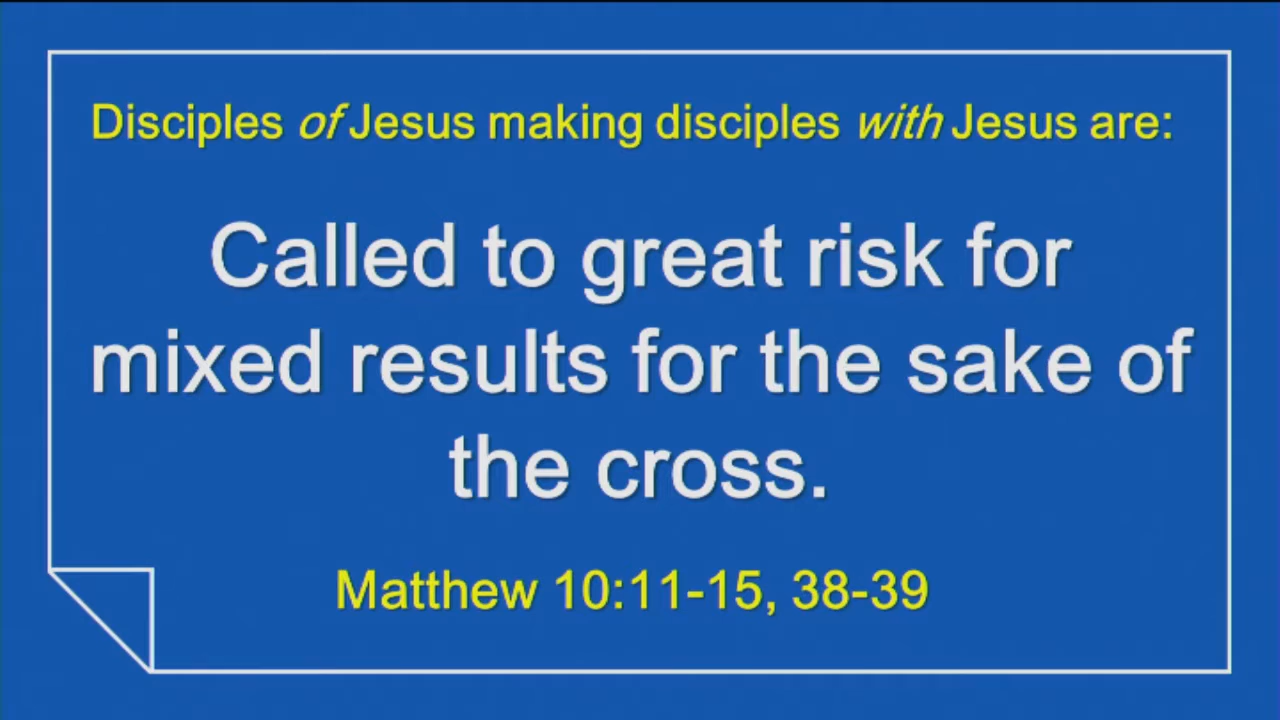 Disciples of Jesus making disciples with Jesus are:
Called to great risk for
mixed results for the sake of
the cross.
Matthew 10:11-15, 38-39